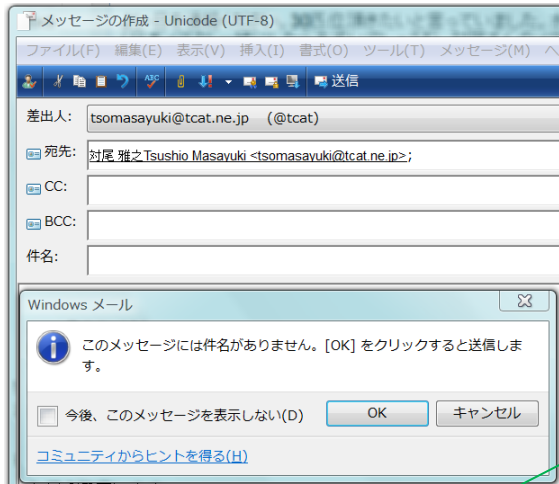 メッセージの作成 - Unicode (UTF-8)
ファイル(F) 編集(E) 表示(V) 挿入(I) 書式(O) ツール(T) メッセージ(M) ヘ
送信
差出人: tsomasayuki@tcat.ne.jp (@tcat)
宛先: 対尾 雅之Tsushio Masayuki <tsomasayuki@tcat.ne.jp>;
CC:
BCC:
件名:
Windows メール
このメッセージには件名がありません。[OK] をクリックすると送信しま
す。
今後、このメッセージを表示しない(D) OK キャンセル
コミュニティからヒントを得る(H)